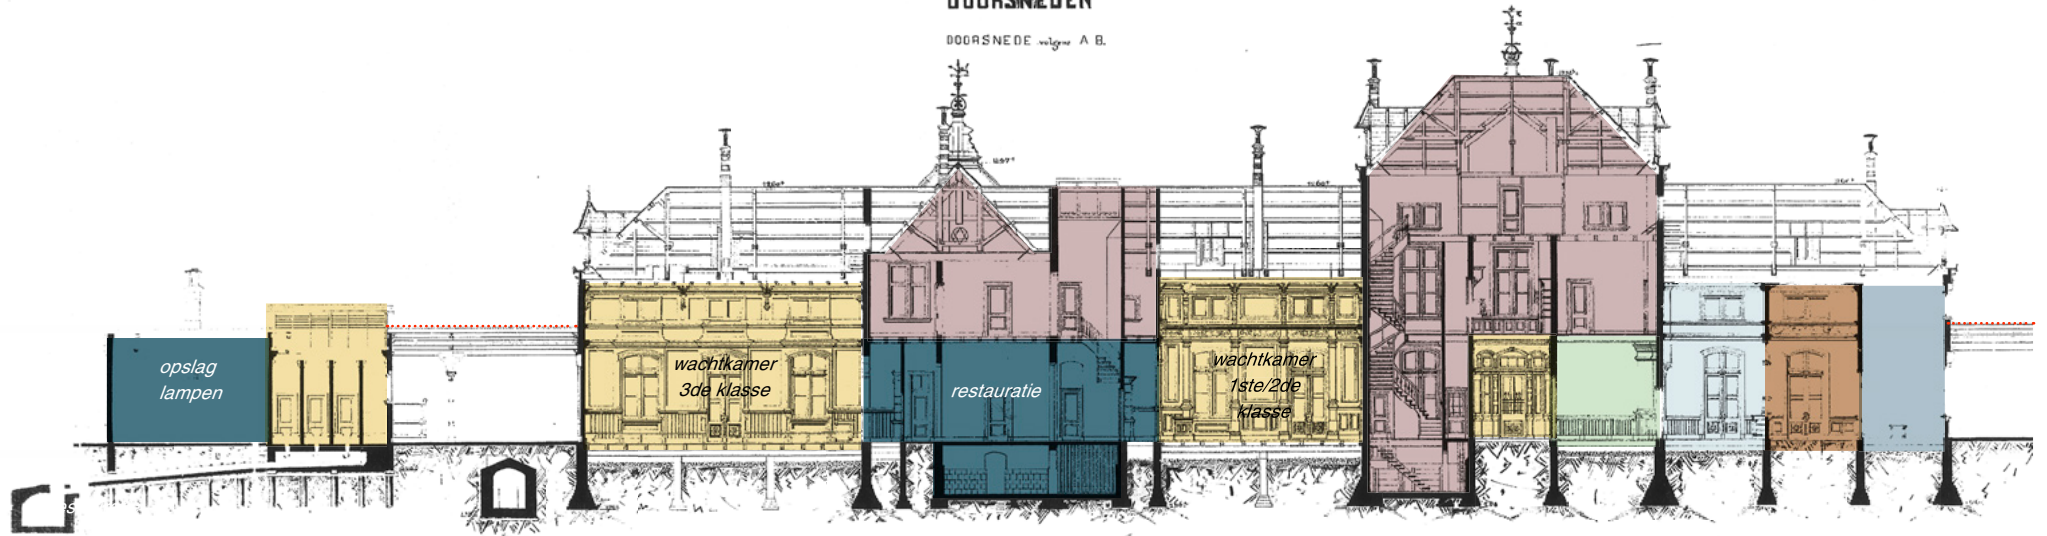 DOORSNEDEN
DOORSNEDE volgens A B.
opslag
lampen
wachtkamer
3de klasse
restauratie
wachtkamer
1ste/2de
klasse